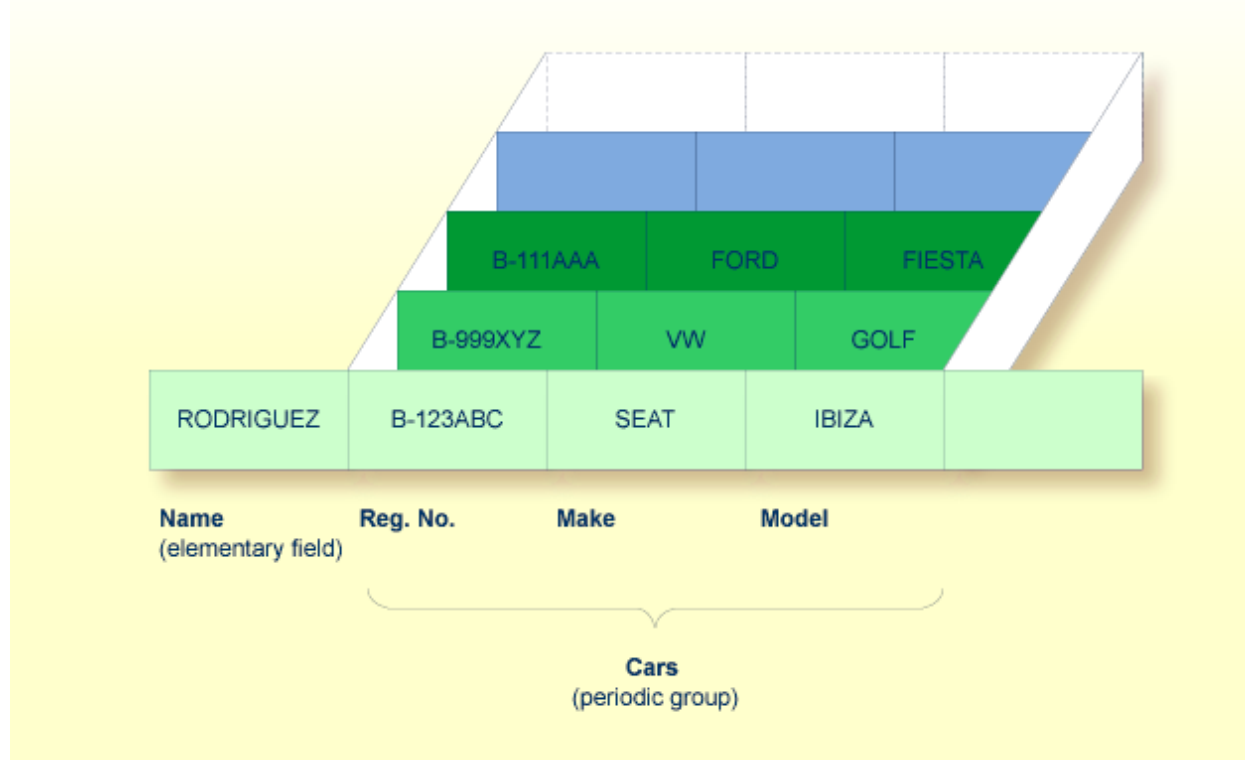 B-111AAA FORD FIESTA
B-999XYZ VW GOLF
RODRIGUEZ B-123ABC SEAT IBIZA
Name Reg. No. Make Model
(elementary field)
Cars
(periodic group)